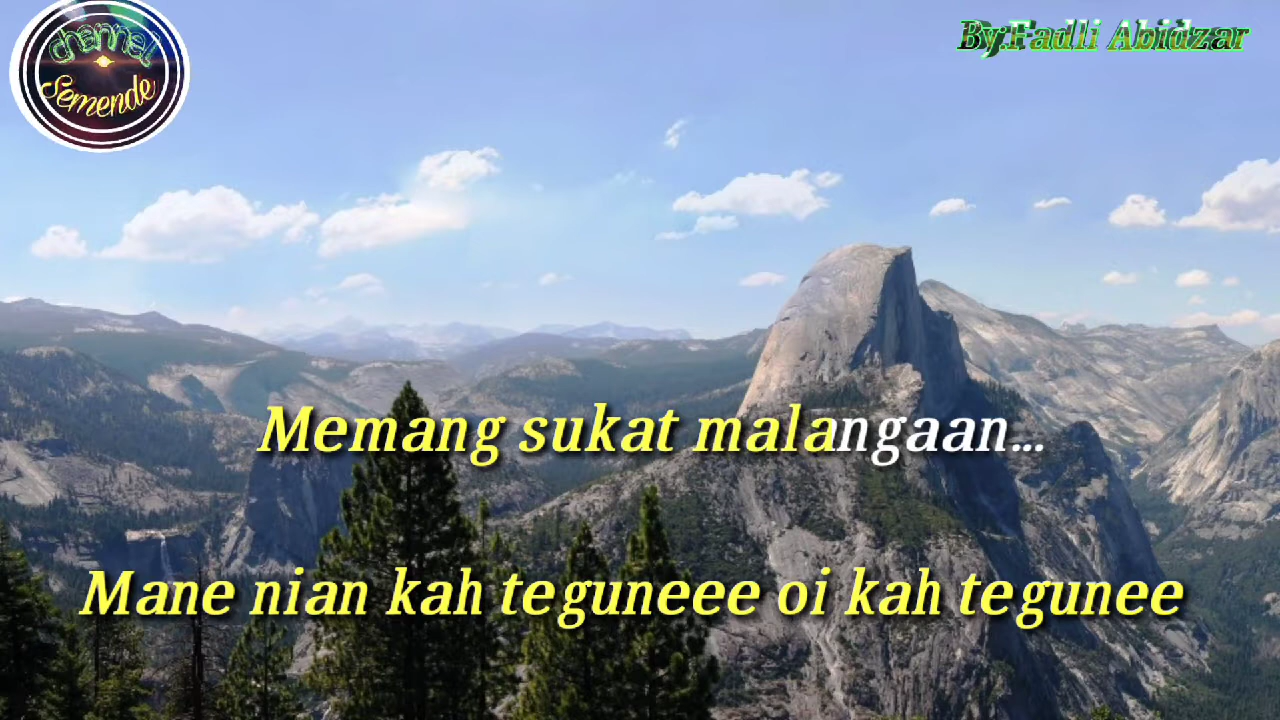 channel
Semende
By.Fadli Abidzar
Memang sukat malangaan...
Mane nian kah teguneee oi kah tegunee